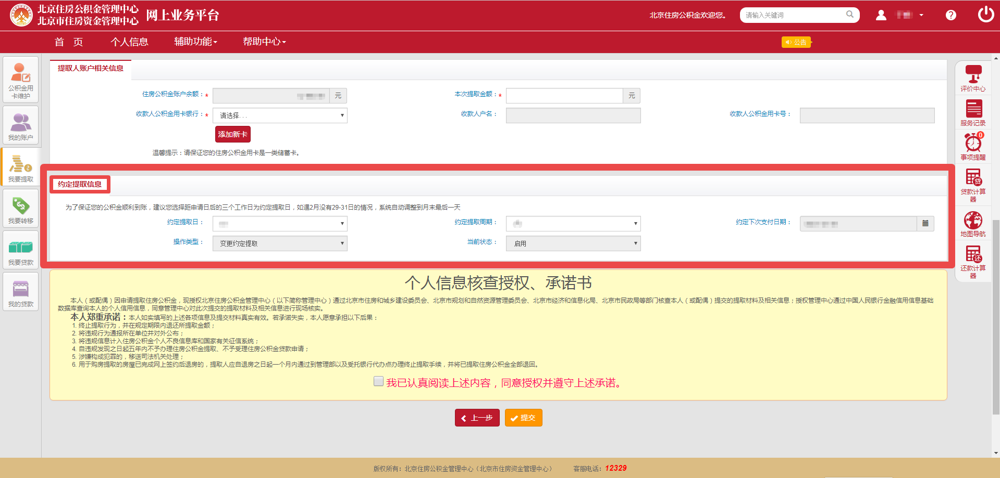 北京住房公积金管理中心
北京市住房资金管理中心
网上业务平台
北京住房公积金欢迎您。
请输入关键词
首 页
个人信息
辅助功能
帮助中心
公告
公积金用
卡维护
我的账户
我要提取
我要转移
我要贷款
我的贷款
提取人账户相关信息
住房公积金账户余额：*
元
本次提取金额：*
元
收款人公积金用卡银行：*
请选择...
收款人户名：
收款人公积金用卡号：
添加新卡
温馨提示：请保证您的住房公积金用卡是一类储蓄卡。
约定提取信息
为了保证您的公积金顺利到账，建议您选择距申请日后的三个工作日为约定提取日，如遇2月没有29-31日的情况，系统自动调整到月末最后一天
约定提取日：
约定提取周期：
约定下次支付日期：
操作类型：
变更约定提取
当前状态：
启用
个人信息核查授权、承诺书
本人（或配偶）因申请提取住房公积金，现授权北京住房公积金管理中心（以下简称管理中心）通过北京市住房和城乡建设委员会、北京市规划和自然资源管理委员会、北京市经济和信息化局、北京市民政局等部门核查本人（或配偶）提交的提取材料及相关信息；授权管理中心通过中国人民银行金融信用信息基础
数据库查询本人的个人信用信息，同意管理中心对此次提交的提取材料及相关信息进行现场核实。
本人郑重承诺：本人如实填写的上述各项信息及提交材料真实有效。若承诺失实，本人愿意承担以下后果：
1. 终止提取行为，并在规定期限内退还所提取金额；
2. 将违规行为通报所在单位并对外公布；
3. 将违规信息计入住房公积金个人不良信息库和国家有关征信系统；
4. 自违规发现之日起五年内不予办理住房公积金提取、不予受理住房公积金贷款申请；
5. 涉嫌构成犯罪的，移送司法机关处理；
6. 用于购房提取的房屋已完成网上签约后退房的，提取人应自退房之日起一个月内通过到管理部以及受托银行代办点办理终止提取手续，并将已提取住房公积金全部退回。
我已认真阅读上述内容，同意授权并遵守上述承诺。
上一步
提交
评价中心
服务记录
0
事项提醒
贷
贷款计算
器
地图导航
还
还款计算
器
版权所有：北京住房公积金管理中心（北京市住房资金管理中心）
客服电话：12329